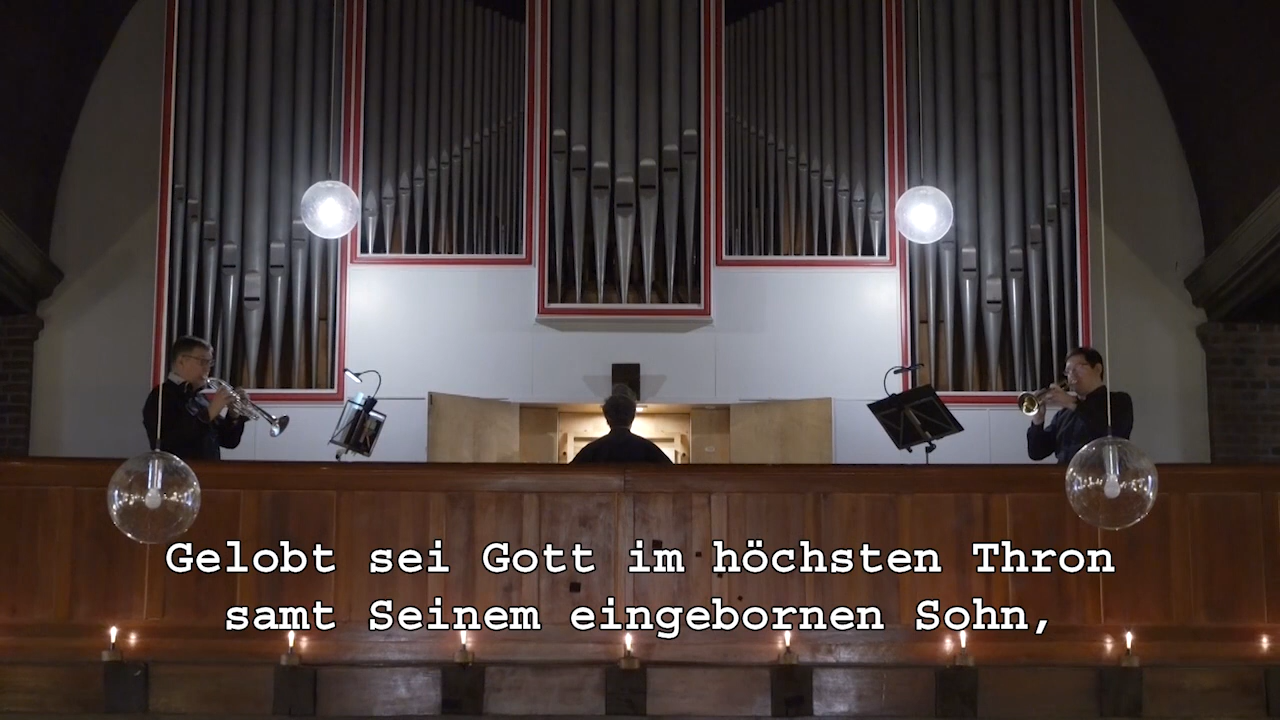 Gelobt sei Gott im höchsten Thron
samt Seinem eingebornen Sohn,